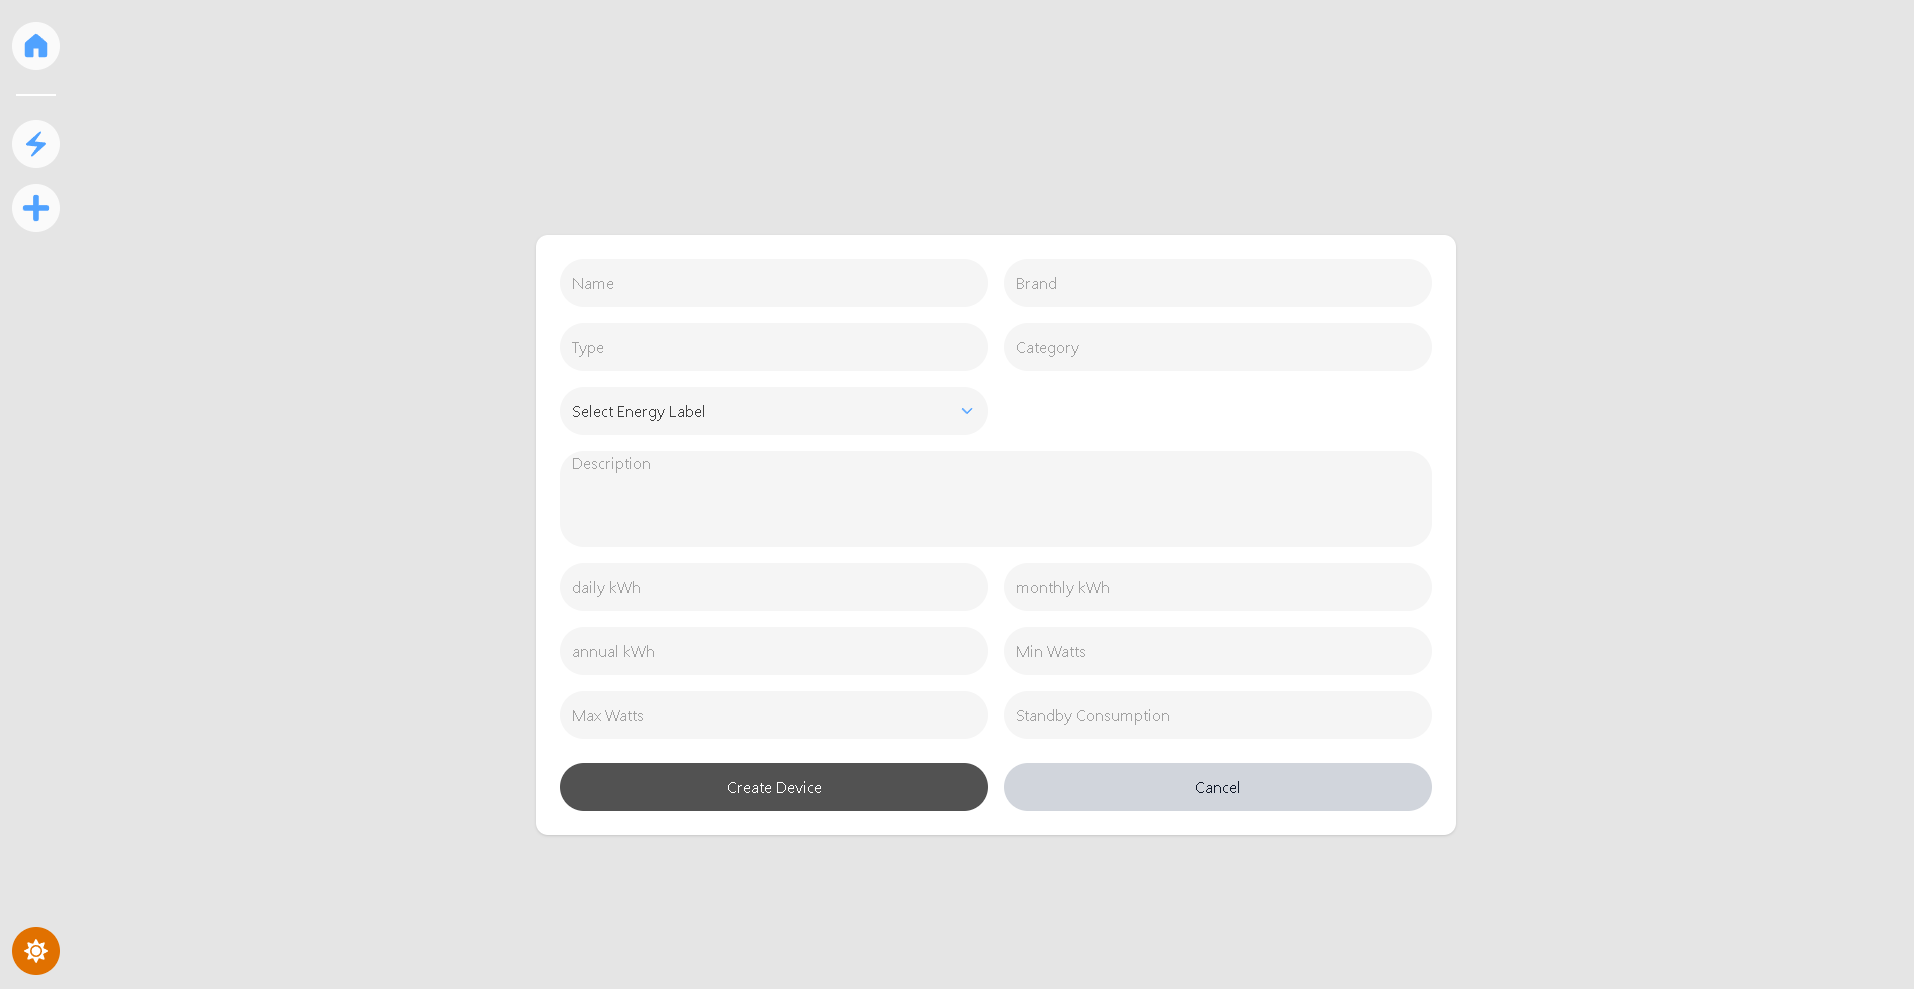 Name
Brand
Type
Category
Select Energy Label
Description
daily kWh
monthly kWh
annual kWh
Min Watts
Max Watts
Standby Consumption
Create Device
Cancel